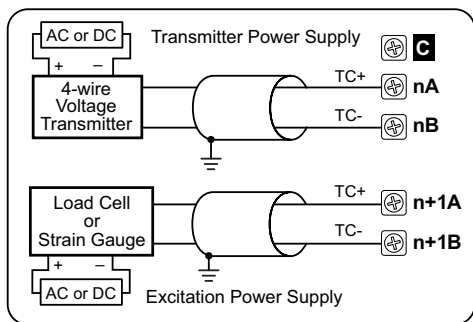 AC or DC
Transmitter Power Supply
C
+ –
4-wire
Voltage
Transmitter
TC+
nA
TC-
nB
Load Cell
or
Strain Gauge
TC+
n+1A
TC-
n+1B
+ –
AC or DC
Excitation Power Supply